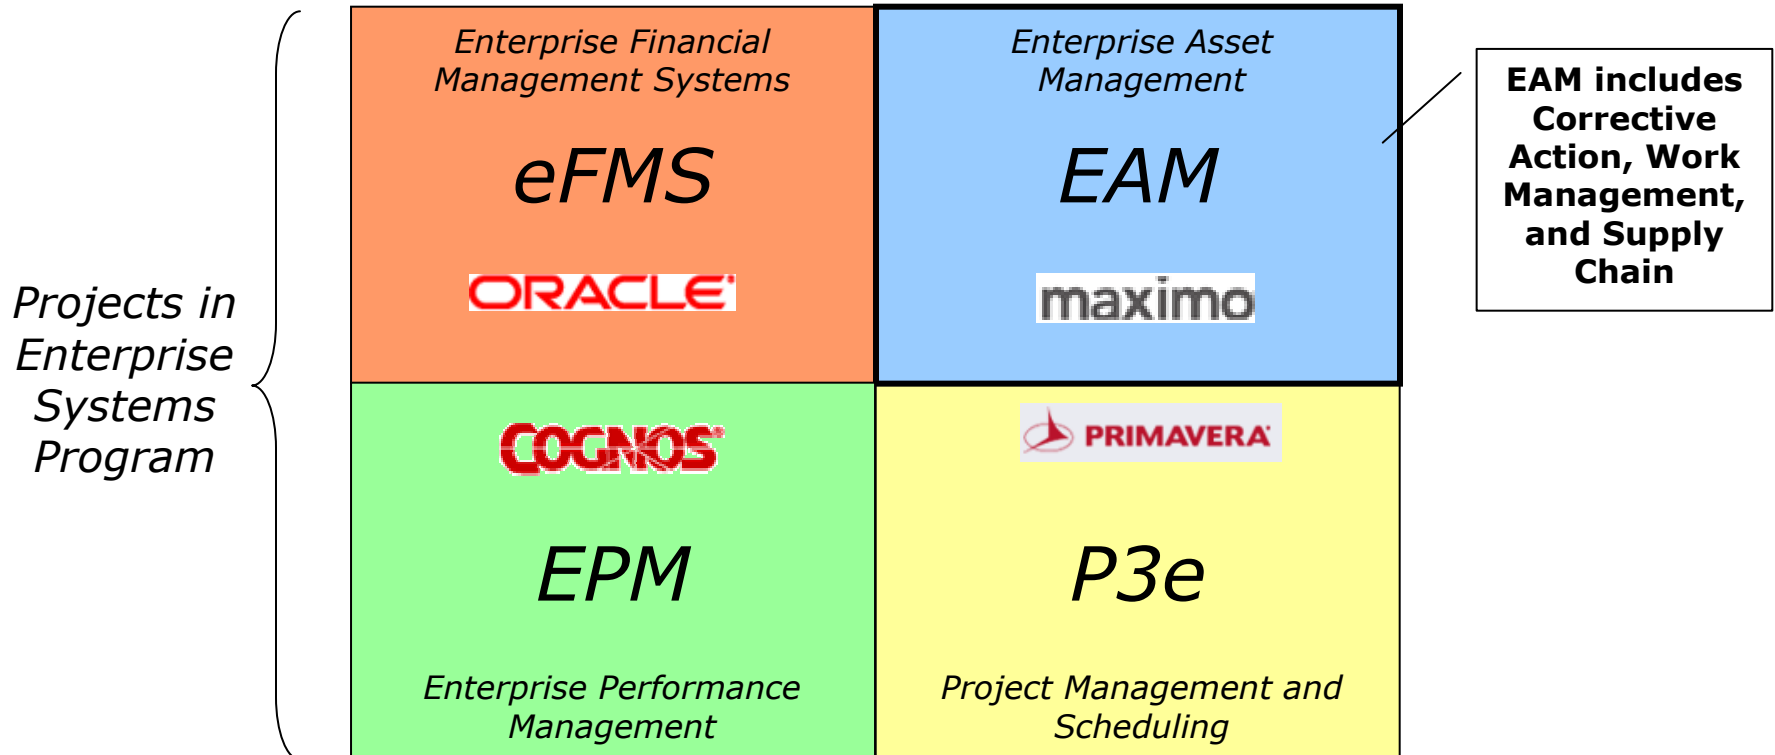 Projects in
Enterprise
Systems
Program
Enterprise Financial
Management Systems
eFMS
ORACLE®
Enterprise Asset
Management
EAM
maximo
EAM includes
Corrective
Action, Work
Management,
and Supply
Chain
COGNOS®
EPM
Enterprise Performance
Management
PRIMAVERA®
P3e
Project Management and
Scheduling